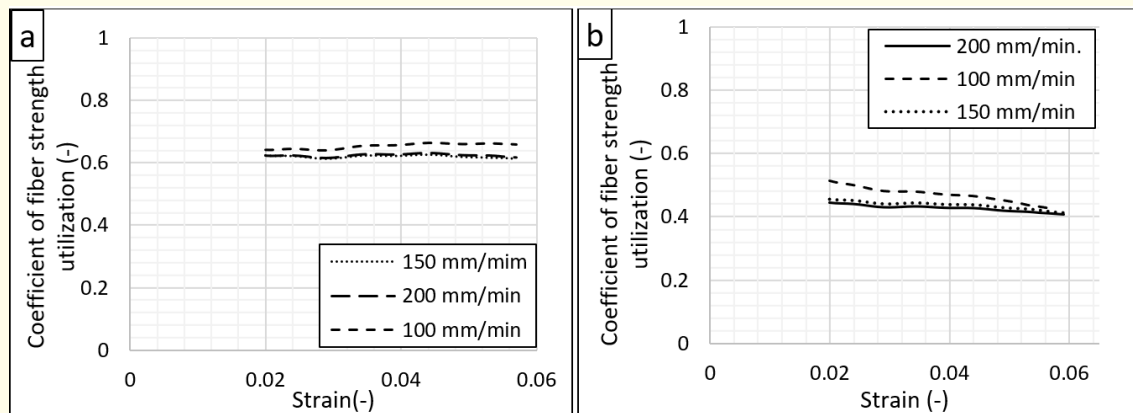 a
Coefficient of fiber strength
utilization (-)
1
0.8
0.6
0.4
0.2
0
0
0.02
0.04
0.06
Strain(-)
150 mm/mim
200 mm/min
100 mm/min
b
Coefficient of fiber strength
utilization (-)
1
0.8
0.6
0.4
0.2
0
0
0.02
0.04
0.06
Strain (-)
200 mm/min.
100 mm/min
150 mm/min